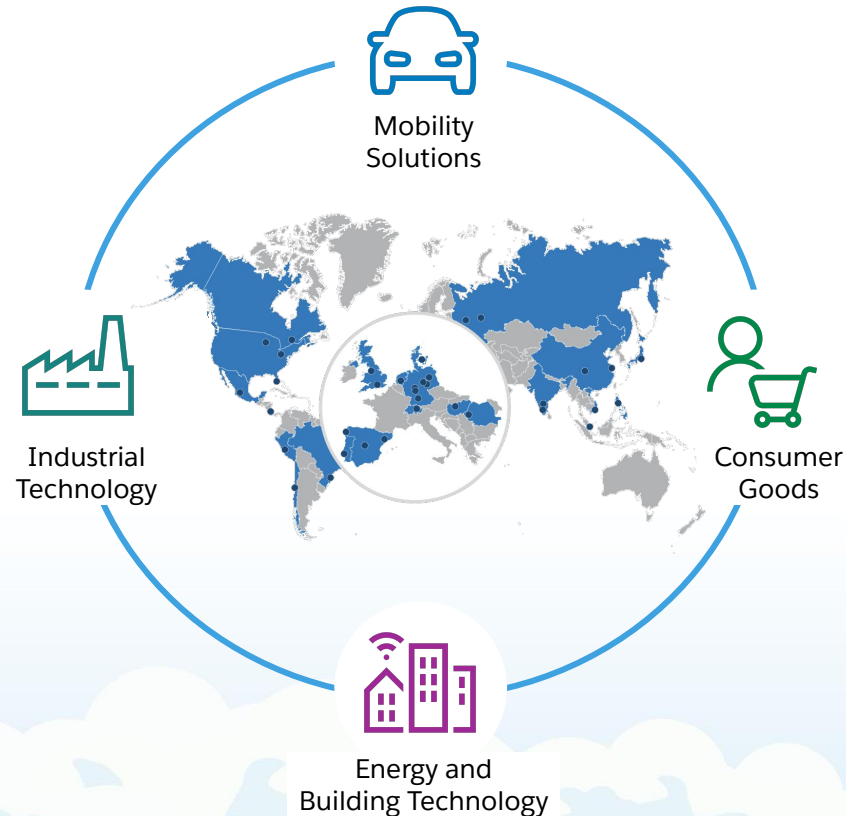 Mobility
Solutions
Industrial
Technology
Consumer
Goods
Energy and
Building Technology